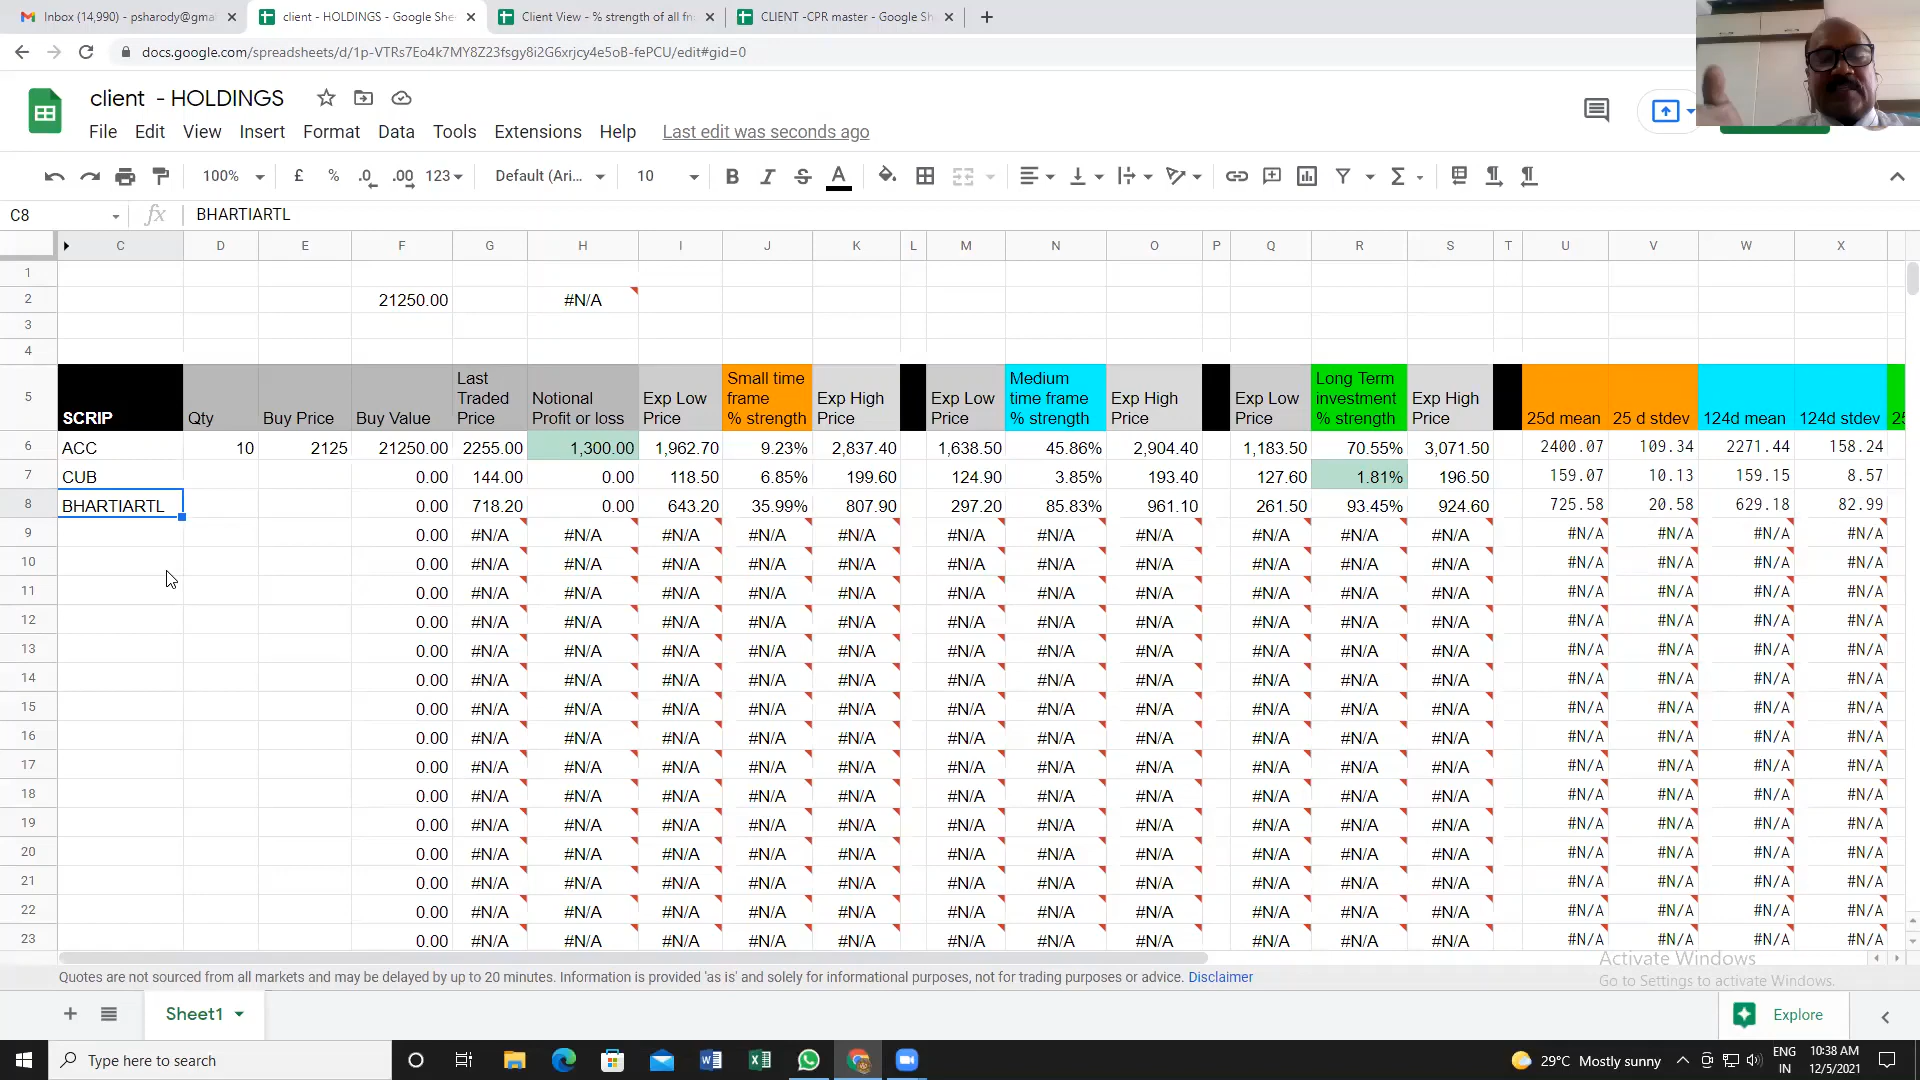 Inbox (14,990) - psharody@gma
client - HOLDINGS - Google She
Client View - % strength of all fn
CLIENT -CPR master - Google Sh
docs.google.com/spreadsheets/d/1p-VTRs7Eo4k7MY8Z23fsgy8i2G6xrjcy4e5oB-fePCU/edit#gid=0
client - HOLDINGS
File Edit View Insert Format Data Tools Extensions Help Last edit was seconds ago
100% £ % .0 .00 123 Default (Ari... 10 B I S A
C8 fx BHARTIARTL
C D E F G H I J K L M N O P Q R S T U V W X
1
2 21250.00 #N/A
3
4
5 SCRIP Qty Buy Price Buy Value Last Traded Price Notional Profit or loss Exp Low Price Small time frame % strength Exp High Price Exp Low Price Medium time frame % strength Exp High Price Exp Low Price Long Term investment % strength Exp High Price 25d mean 25 d stdev 124d mean 124d stdev 25
6 ACC 10 2125 21250.00 2255.00 1,300.00 1,962.70 9.23% 2,837.40 1,638.50 45.86% 2,904.40 1,183.50 70.55% 3,071.50 2400.07 109.34 2271.44 158.24
7 CUB 0.00 144.00 0.00 118.50 6.85% 199.60 124.90 3.85% 193.40 127.60 1.81% 196.50 159.07 10.13 159.15 8.57
8 BHARTIARTL 0.00 718.20 0.00 643.20 35.99% 807.90 297.20 85.83% 961.10 261.50 93.45% 924.60 725.58 20.58 629.18 82.99
9 0.00 #N/A #N/A #N/A #N/A #N/A #N/A #N/A #N/A #N/A #N/A #N/A #N/A #N/A #N/A #N/A
10 0.00 #N/A #N/A #N/A #N/A #N/A #N/A #N/A #N/A #N/A #N/A #N/A #N/A #N/A #N/A #N/A
11 0.00 #N/A #N/A #N/A #N/A #N/A #N/A #N/A #N/A #N/A #N/A #N/A #N/A #N/A #N/A #N/A
12 0.00 #N/A #N/A #N/A #N/A #N/A #N/A #N/A #N/A #N/A #N/A #N/A #N/A #N/A #N/A #N/A
13 0.00 #N/A #N/A #N/A #N/A #N/A #N/A #N/A #N/A #N/A #N/A #N/A #N/A #N/A #N/A #N/A
14 0.00 #N/A #N/A #N/A #N/A #N/A #N/A #N/A #N/A #N/A #N/A #N/A #N/A #N/A #N/A #N/A
15 0.00 #N/A #N/A #N/A #N/A #N/A #N/A #N/A #N/A #N/A #N/A #N/A #N/A #N/A #N/A #N/A
16 0.00 #N/A #N/A #N/A #N/A #N/A #N/A #N/A #N/A #N/A #N/A #N/A #N/A #N/A #N/A #N/A
17 0.00 #N/A #N/A #N/A #N/A #N/A #N/A #N/A #N/A #N/A #N/A #N/A #N/A #N/A #N/A #N/A
18 0.00 #N/A #N/A #N/A #N/A #N/A #N/A #N/A #N/A #N/A #N/A #N/A #N/A #N/A #N/A #N/A
19 0.00 #N/A #N/A #N/A #N/A #N/A #N/A #N/A #N/A #N/A #N/A #N/A #N/A #N/A #N/A #N/A
20 0.00 #N/A #N/A #N/A #N/A #N/A #N/A #N/A #N/A #N/A #N/A #N/A #N/A #N/A #N/A #N/A
21 0.00 #N/A #N/A #N/A #N/A #N/A #N/A #N/A #N/A #N/A #N/A #N/A #N/A #N/A #N/A #N/A
22 0.00 #N/A #N/A #N/A #N/A #N/A #N/A #N/A #N/A #N/A #N/A #N/A #N/A #N/A #N/A #N/A
23 0.00 #N/A #N/A #N/A #N/A #N/A #N/A #N/A #N/A #N/A #N/A #N/A #N/A #N/A #N/A #N/A
Activate Windows
Go to Settings to activate Windows.
Quotes are not sourced from all markets and may be delayed by up to 20 minutes. Information is provided 'as is' and solely for informational purposes, not for trading purposes or advice. Disclaimer
Sheet1
Explore
Type here to search
29°C Mostly sunny
ENG
IN
10:38 AM
12/5/2021